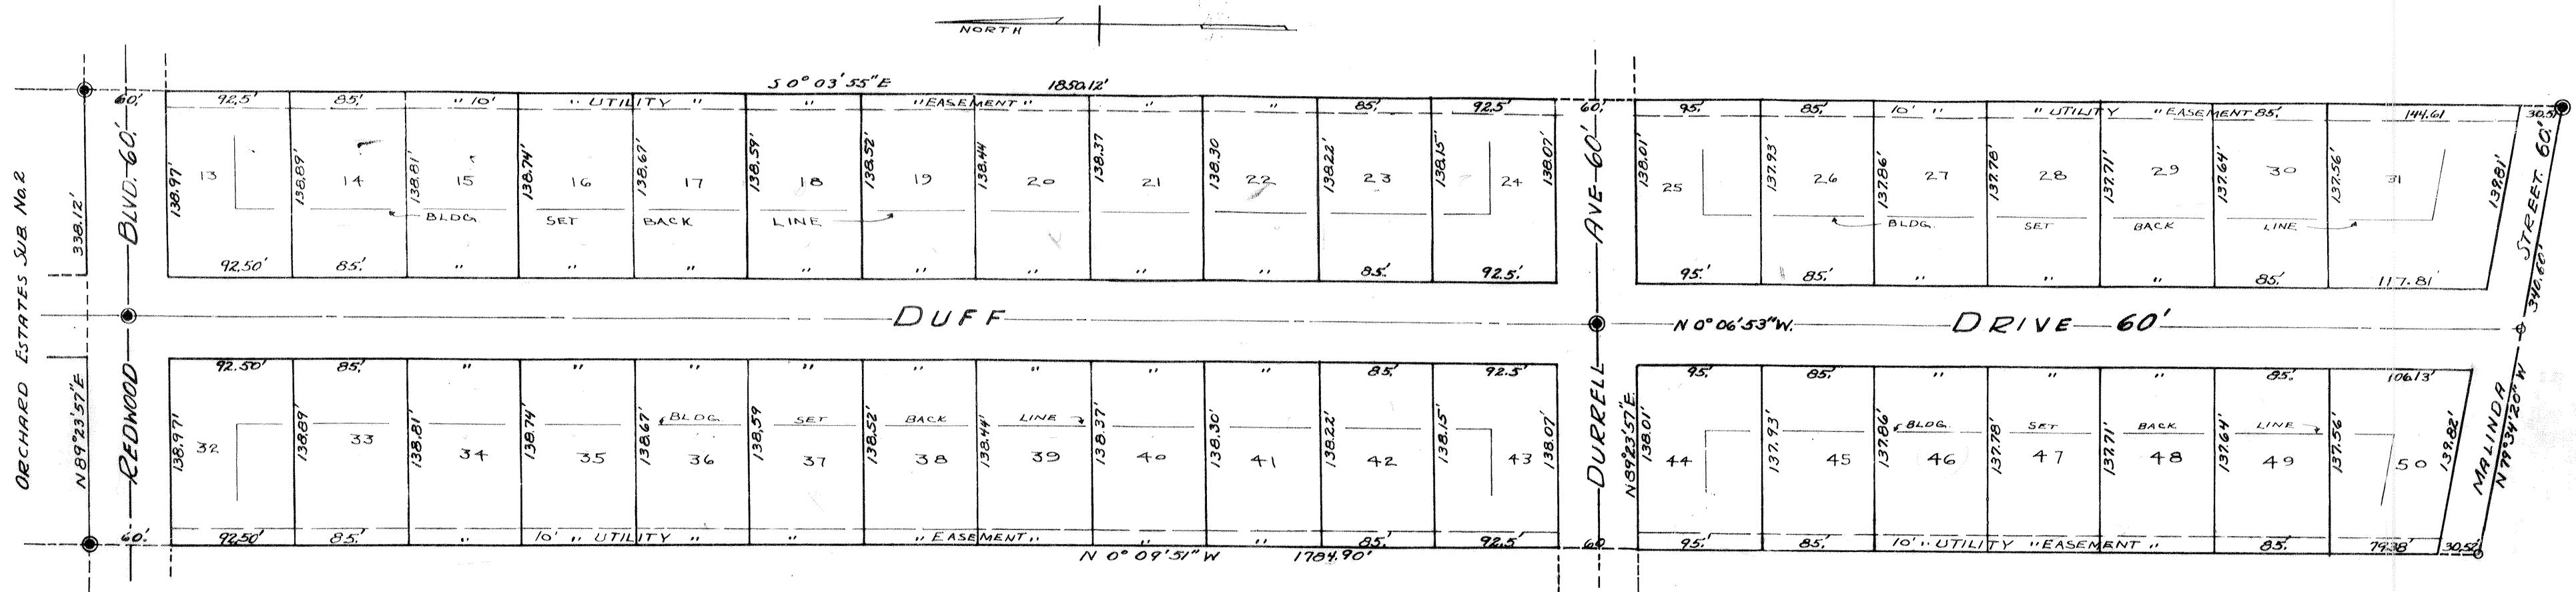 NORTH
S 0° 03' 55" E 1850.12'
60.' 92.5' 85.' " 10' " UTILITY " " " EASEMENT " " " 85.' 92.5' 60.' 95.' 85.' 10' " " UTILITY " EASEMENT 85.' 144.61 30.51
138.97' 138.89' 138.81' 138.74' 138.67' 138.59' 138.52' 138.44 138.37 138.30 138.22' 138.15' 138.07' 138.01' 137.93' 137.86' 137.78' 137.71' 137.64' 137.56' 139.81'
13 14 15 16 17 18 19 20 21 22 23 24 25 26 27 28 29 30 31
BLDG. SET BACK LINE
BLDG. SET BACK LINE
92.50' 85.' " " " " " " " " 85.' 92.5.' 95.' 85.' " " " 85.' 117.81'
ORCHARD ESTATES SUB. No. 2
338.12'
N 89° 23' 57" E
REDWOOD BLVD. 60.'
DUFF DRIVE 60'
N 0° 06' 53" W.
DURRELL AVE 60'
N 89° 23' 57" E.
MALINDA STREET. 60.'
N 79° 34' 20" W 340.60'
92.50' 85.' " " " " " " " " 85.' 92.5' 95.' 85.' " " " 85.' 106.13'
BLDG. SET BACK LINE
BLDG. SET BACK LINE
138.97' 138.89' 138.81' 138.74' 138.67' 138.59 138.52' 138.44' 138.37' 138.30' 138.22' 138.15' 138.07' 138.01' 137.93' 137.86' 137.78' 137.71' 137.64' 137.56' 139.82'
32 33 34 35 36 37 38 39 40 41 42 43 44 45 46 47 48 49 50
60.' 92.50' 85.' " 10' " UTILITY " " " EASEMENT " " " 85.' 92.5' 60 95.' 85.' 10' " UTILITY " EASEMENT " 85.' 79.38' 30.52'
N 0° 09' 51" W 1784.90'